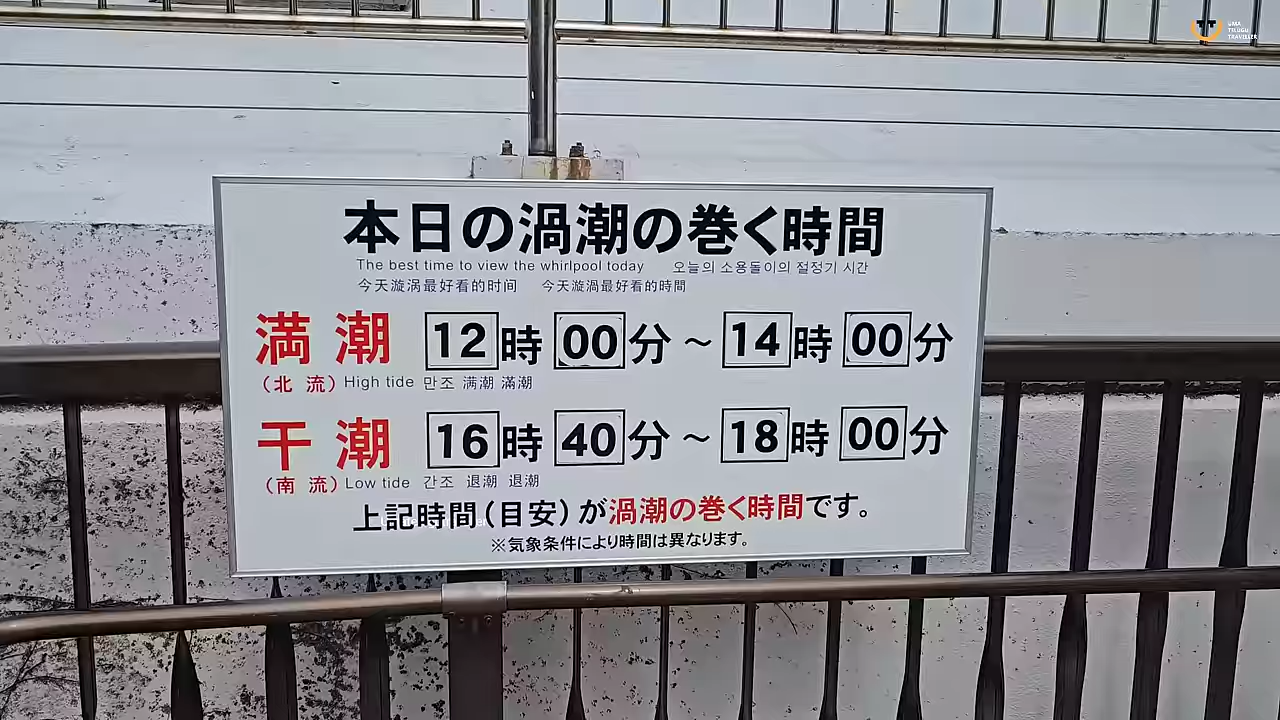 UMA
TELUGU
TRAVELLER
本日の渦潮の巻く時間
The best time to view the whirlpool today 오늘의 소용돌이의 절정기 시간
今天漩涡最好看的时间 今天漩渦最好看的時間
満潮 12時00分～14時00分
(北流) High tide 만조 满潮 滿潮
干潮 16時40分～18時00分
(南流) Low tide 간조 退潮 退潮
上記時間(目安)が渦潮の巻く時間です。
※気象条件により時間は異なります。